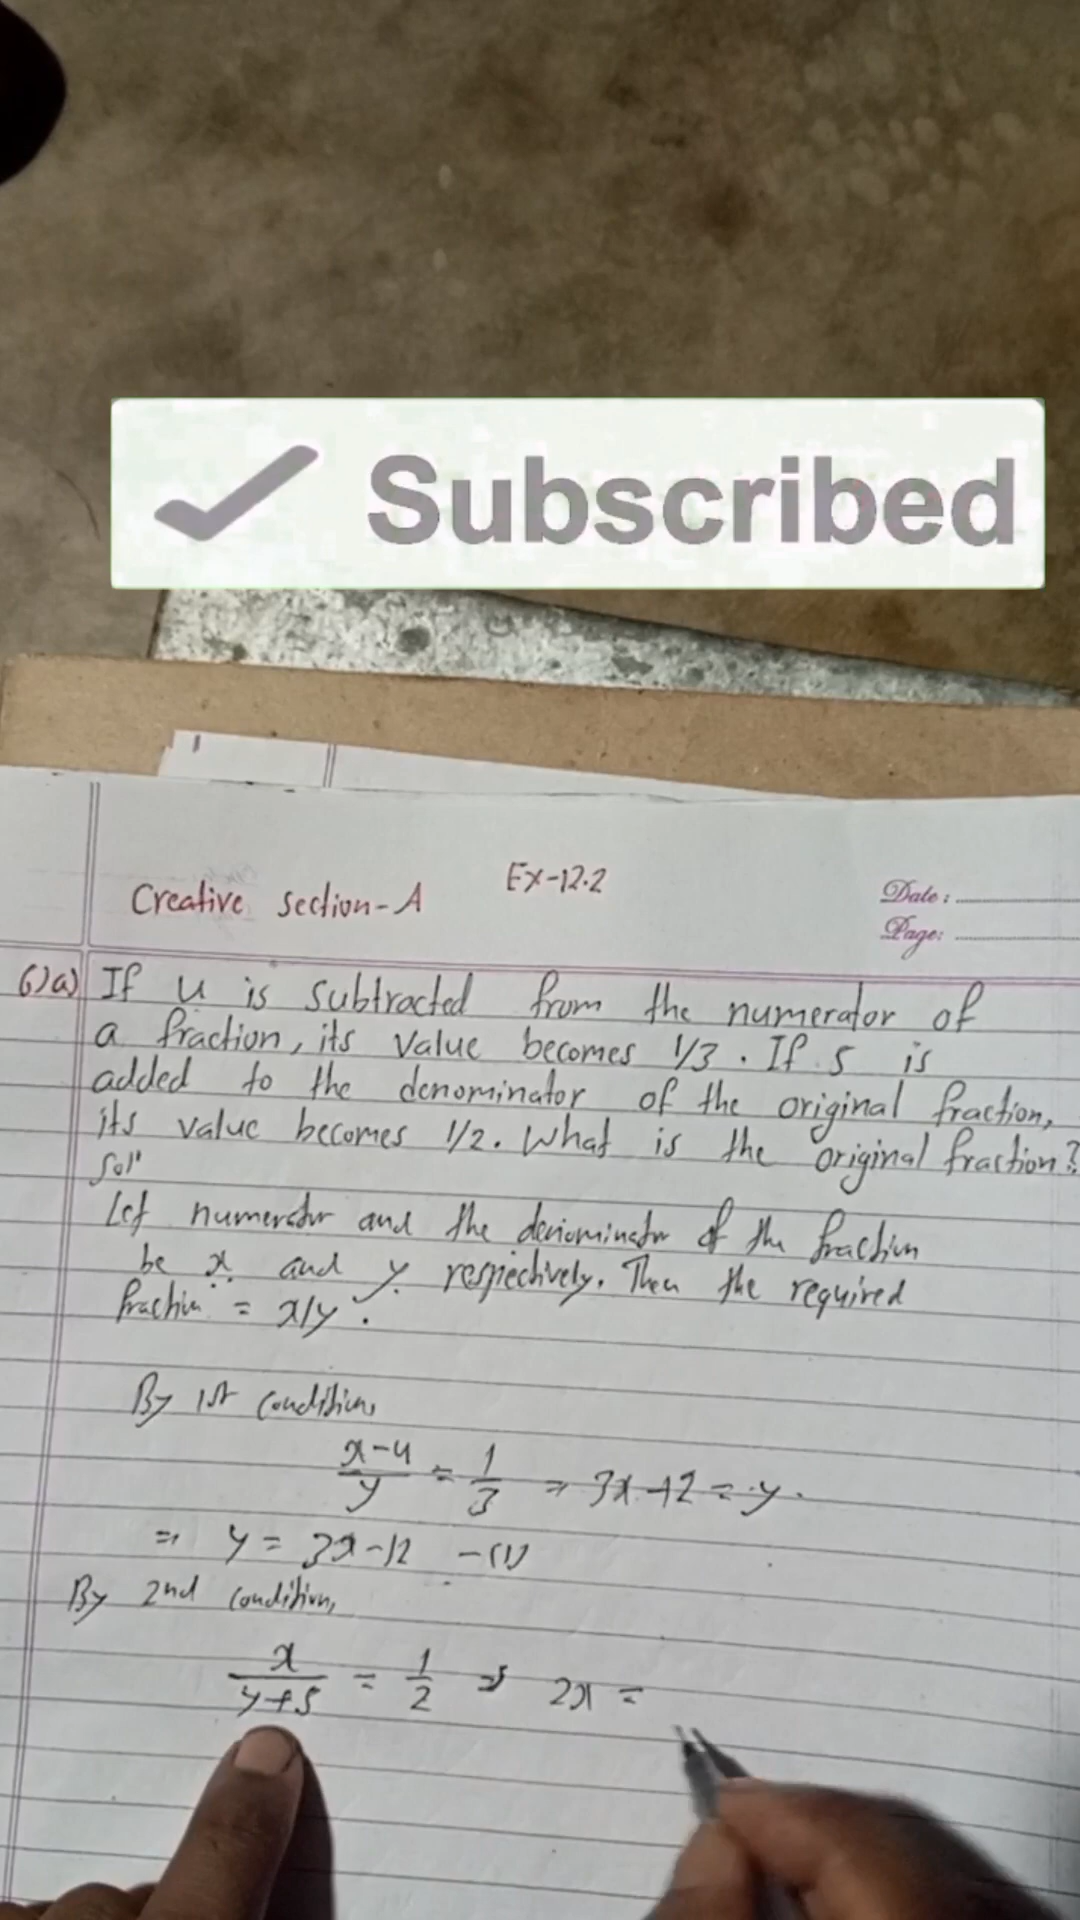 Subscribed
Ex-12.2
Creative section-A
Date:
Page:
6)a) If 4 is subtracted from the numerator of
a fraction, its value becomes 1/3. If 5 is
added to the denominator of the original fraction,
its value becomes 1/2. What is the original fraction?
Solⁿ
Let numerator and the denominator of the fraction
be x and y respectively. Then the required
fraction = x/y.
By 1st condition,
x-4/y = 1/3 ⇒ 3x-12 = y.
⇒ y = 3x-12 -(1)
By 2nd condition,
x/y+5 = 1/2 ⇒ 2x =